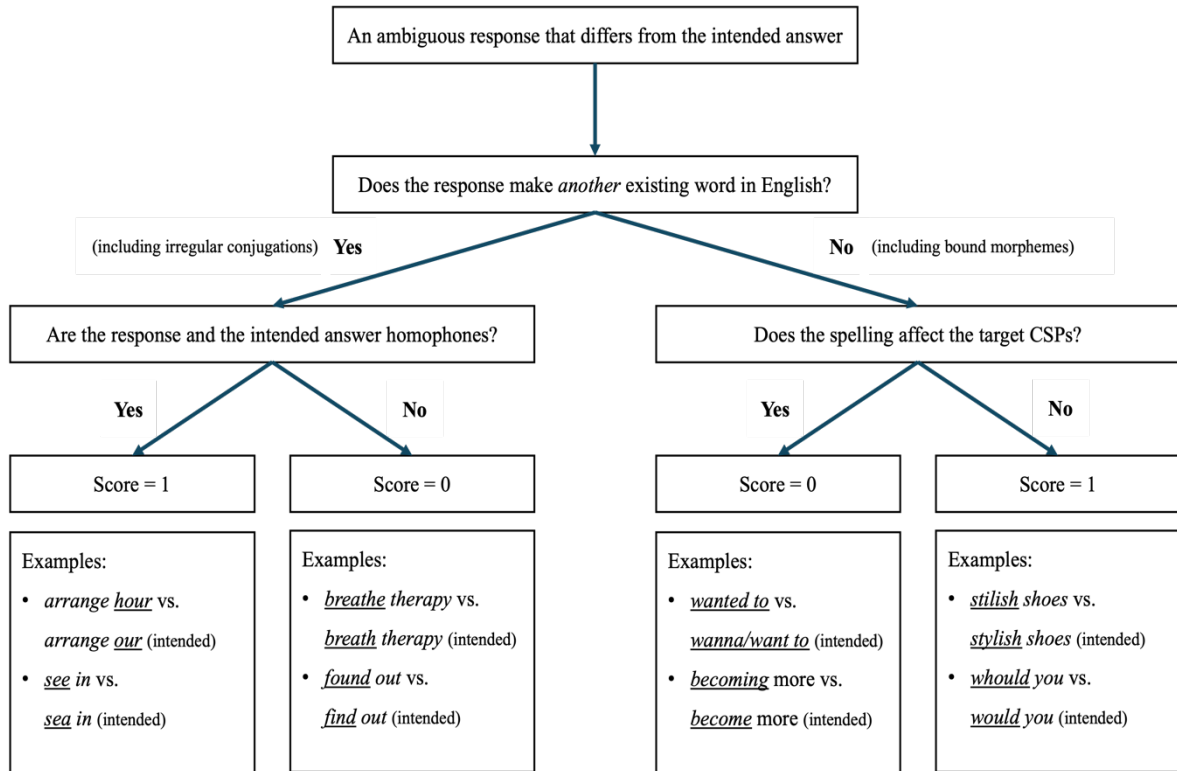 An ambiguous response that differs from the intended answer
Does the response make another existing word in English?
(including irregular conjugations) Yes
No (including bound morphemes)
Are the response and the intended answer homophones?
Does the spelling affect the target CSPs?
Yes
No
Yes
No
Score = 1
Score = 0
Score = 0
Score = 1
Examples:
• arrange hour vs.
arrange our (intended)
• see in vs.
sea in (intended)
Examples:
• breathe therapy vs.
breath therapy (intended)
• found out vs.
find out (intended)
Examples:
• wanted to vs.
wanna/want to (intended)
• becoming more vs.
become more (intended)
Examples:
• stilish shoes vs.
stylish shoes (intended)
• whould you vs.
would you (intended)